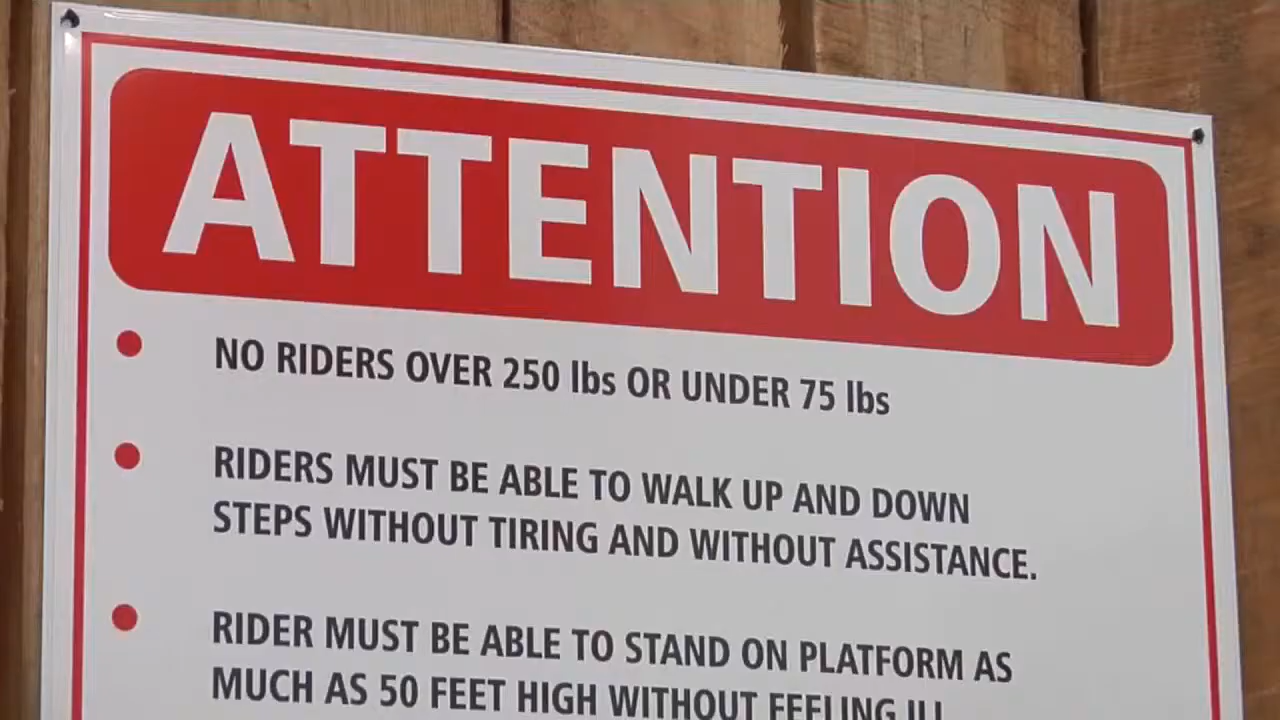 ATTENTION
NO RIDERS OVER 250 lbs OR UNDER 75 lbs
RIDERS MUST BE ABLE TO WALK UP AND DOWN
STEPS WITHOUT TIRING AND WITHOUT ASSISTANCE.
RIDER MUST BE ABLE TO STAND ON PLATFORM AS
MUCH AS 50 FEET HIGH WITHOUT FEELING ILL